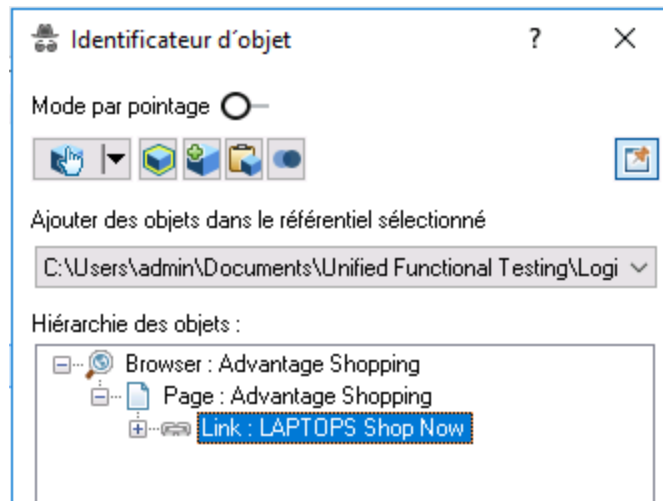 Identificateur d´objet ?
Mode par pointage
Ajouter des objets dans le référentiel sélectionné
C:\Users\admin\Documents\Unified Functional Testing\Logi
Hiérarchie des objets :
Browser : Advantage Shopping
Page : Advantage Shopping
Link : LAPTOPS Shop Now